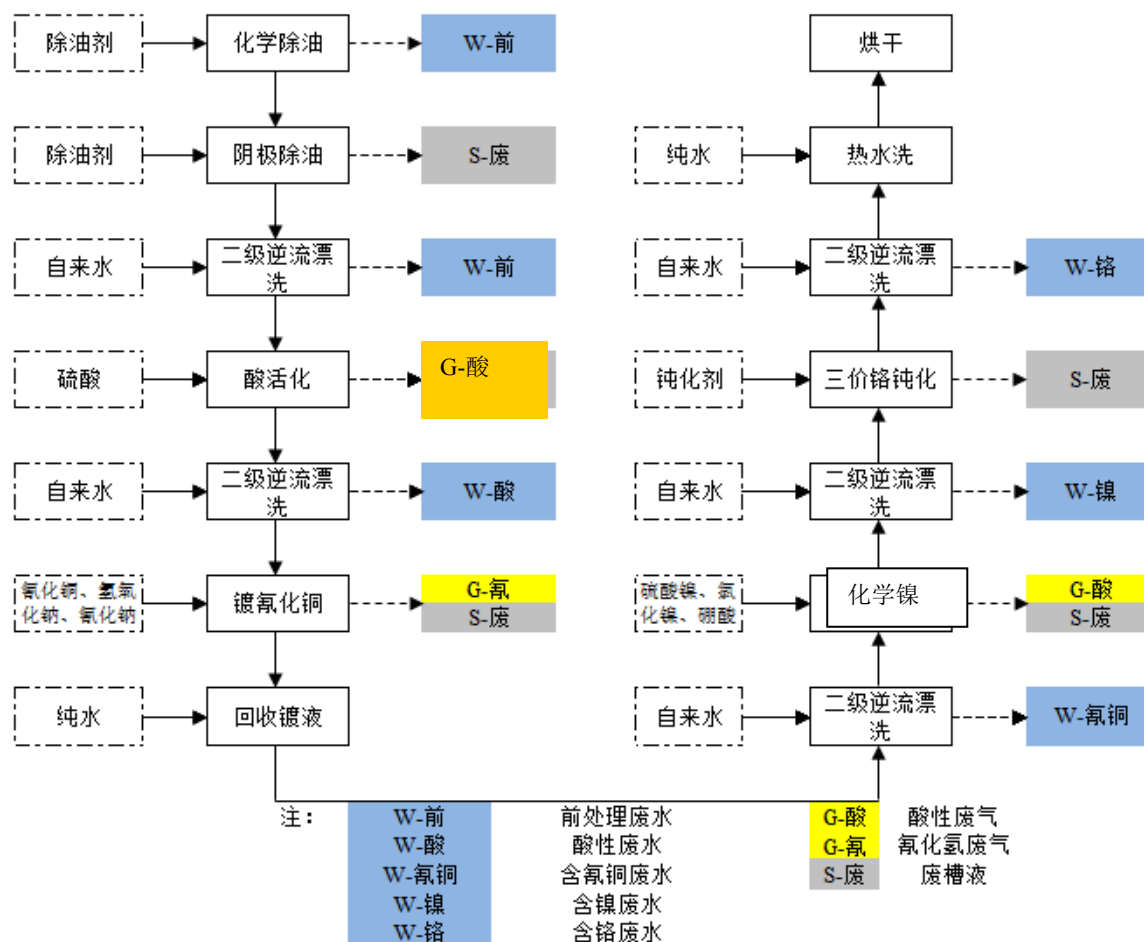 除油剂
化学除油
W-前
烘干
除油剂
阴极除油
S-废
纯水
热水洗
自来水
二级逆流漂
洗
W-前
自来水
二级逆流漂
洗
W-铬
硫酸
酸活化
G-酸
钝化剂
三价铬钝化
S-废
自来水
二级逆流漂
洗
W-酸
自来水
二级逆流漂
洗
W-镍
氰化铜、氢氧
化钠、氰化钠
镀氰化铜
G-氰
S-废
硫酸镍、氯
化镍、硼酸
化学镍
G-酸
S-废
纯水
回收镀液
自来水
二级逆流漂
洗
W-氰铜
注：
W-前
前处理废水
G-酸
酸性废气
W-酸
酸性废水
G-氰
氰化氢废气
W-氰铜
含氰铜废水
S-废
废槽液
W-镍
含镍废水
W-铬
含铬废水